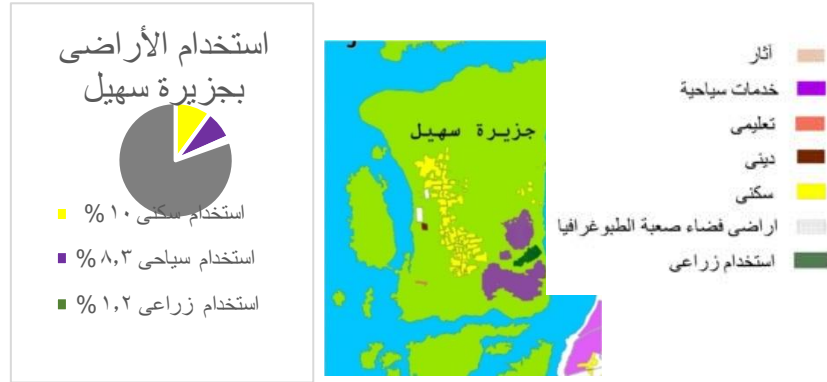 استخدام الأراضى
بجزيرة سهيل
استخدام سكنى ١٠ %
استخدام سياحى ٨,٣ %
استخدام زراعى ١,٢ %
جزيرة سهيل
آثار
خدمات سياحية
تعليمى
دينى
سكنى
اراضى فضاء صعبة الطبوغرافيا
استخدام زراعى